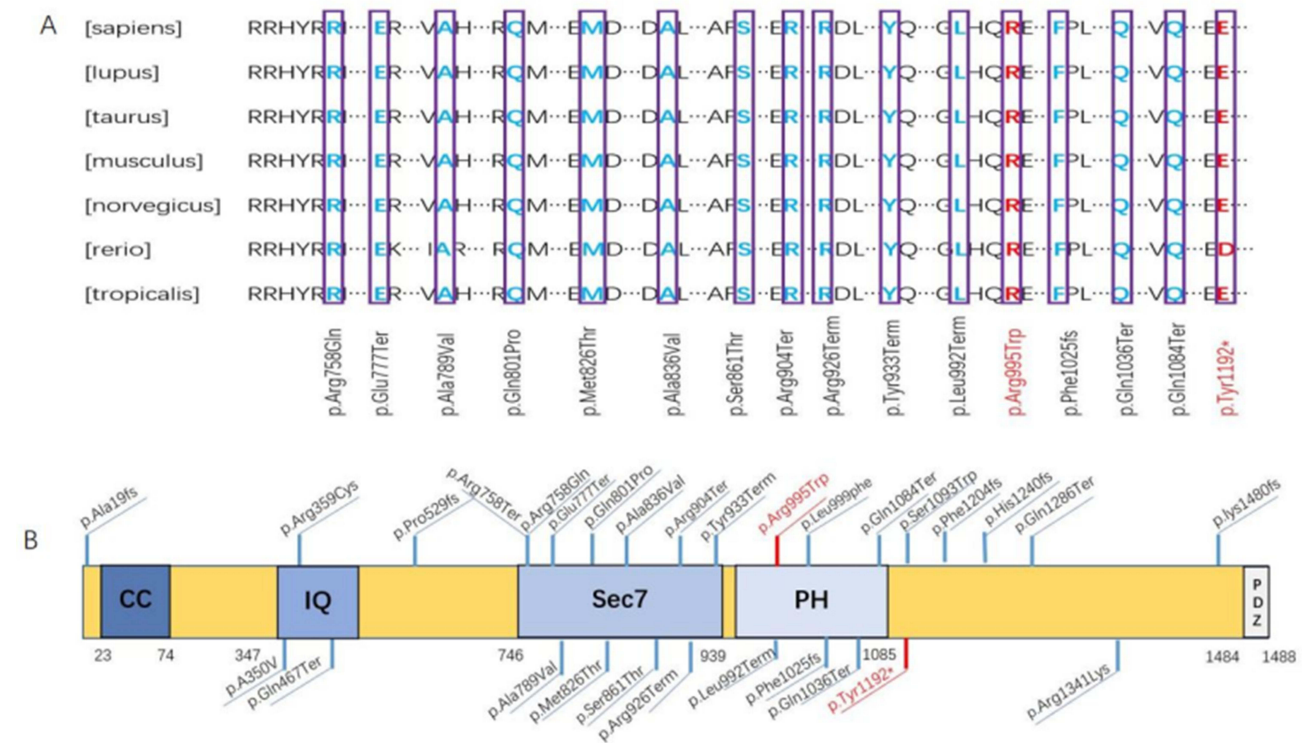 A
[sapiens] RRHYRRI···ER···VAH···RQM···EMD···DAL···AFS···ER···RDL···YQ···GLHQRE···FPL···Q···VQ···EE···
[lupus] RRHYRRI···ER···VAH···RQM···EMD···DAL···AFS···ER···RDL···YQ···GLHQRE···FPL···Q···VQ···EE···
[taurus] RRHYRRI···ER···VAH···RQM···EMD···DAL···AFS···ER···RDL···YQ···GLHQRE···FPL···Q···VQ···EE···
[musculus] RRHYRRI···ER···VAH···RQM···EMD···DAL···AFS···ER···RDL···YQ···GLHQRE···FPL···Q···VQ···EE···
[norvegicus] RRHYRRI···ER···VAH···RQM···EMD···DAL···AFS···ER···RDL···YQ···GLHQRE···FPL···Q···VQ···EE···
[rerio] RRHYRRI···EK···IAR···RQM···EMD···DAL···AFS···ER···RDL···YQ···GLHQRE···FPL···Q···VQ···ED···
[tropicalis] RRHYRRI···ER···VAH···RQM···EMD···DAL···AFS···ER···RDL···YQ···GLHQRE···FPL···Q···VQ···EE···
p.Arg758Gln
p.Glu777Ter
p.Ala789Val
p.Gln801Pro
p.Met826Thr
p.Ala836Val
p.Ser861Thr
p.Arg904Ter
p.Arg926Term
p.Tyr933Term
p.Leu992Term
p.Arg995Trp
p.Phe1025fs
p.Gln1036Ter
p.Gln1084Ter
p.Tyr1192*
B
p.Ala19fs
p.Arg359Cys
p.Pro529fs
p.Arg758Ter
p.Arg758Gln
p.Glu777Ter
p.Gln801Pro
p.Ala836Val
p.Arg904Ter
p.Tyr933Term
p.Arg995Trp
p.Leu999phe
p.Gln1084Ter
p.Ser1093Trp
p.Phe1204fs
p.His1240fs
p.Gln1286Ter
p.lys1480fs
CC
IQ
Sec7
PH
PDZ
23 74 347 746 939 1085 1484 1488
p.A350V
p.Gln467Ter
p.Ala789Val
p.Met826Thr
p.Ser861Thr
p.Arg926Term
p.Leu992Term
p.Phe1025fs
p.Gln1036Ter
p.Tyr1192*
p.Arg1341Lys